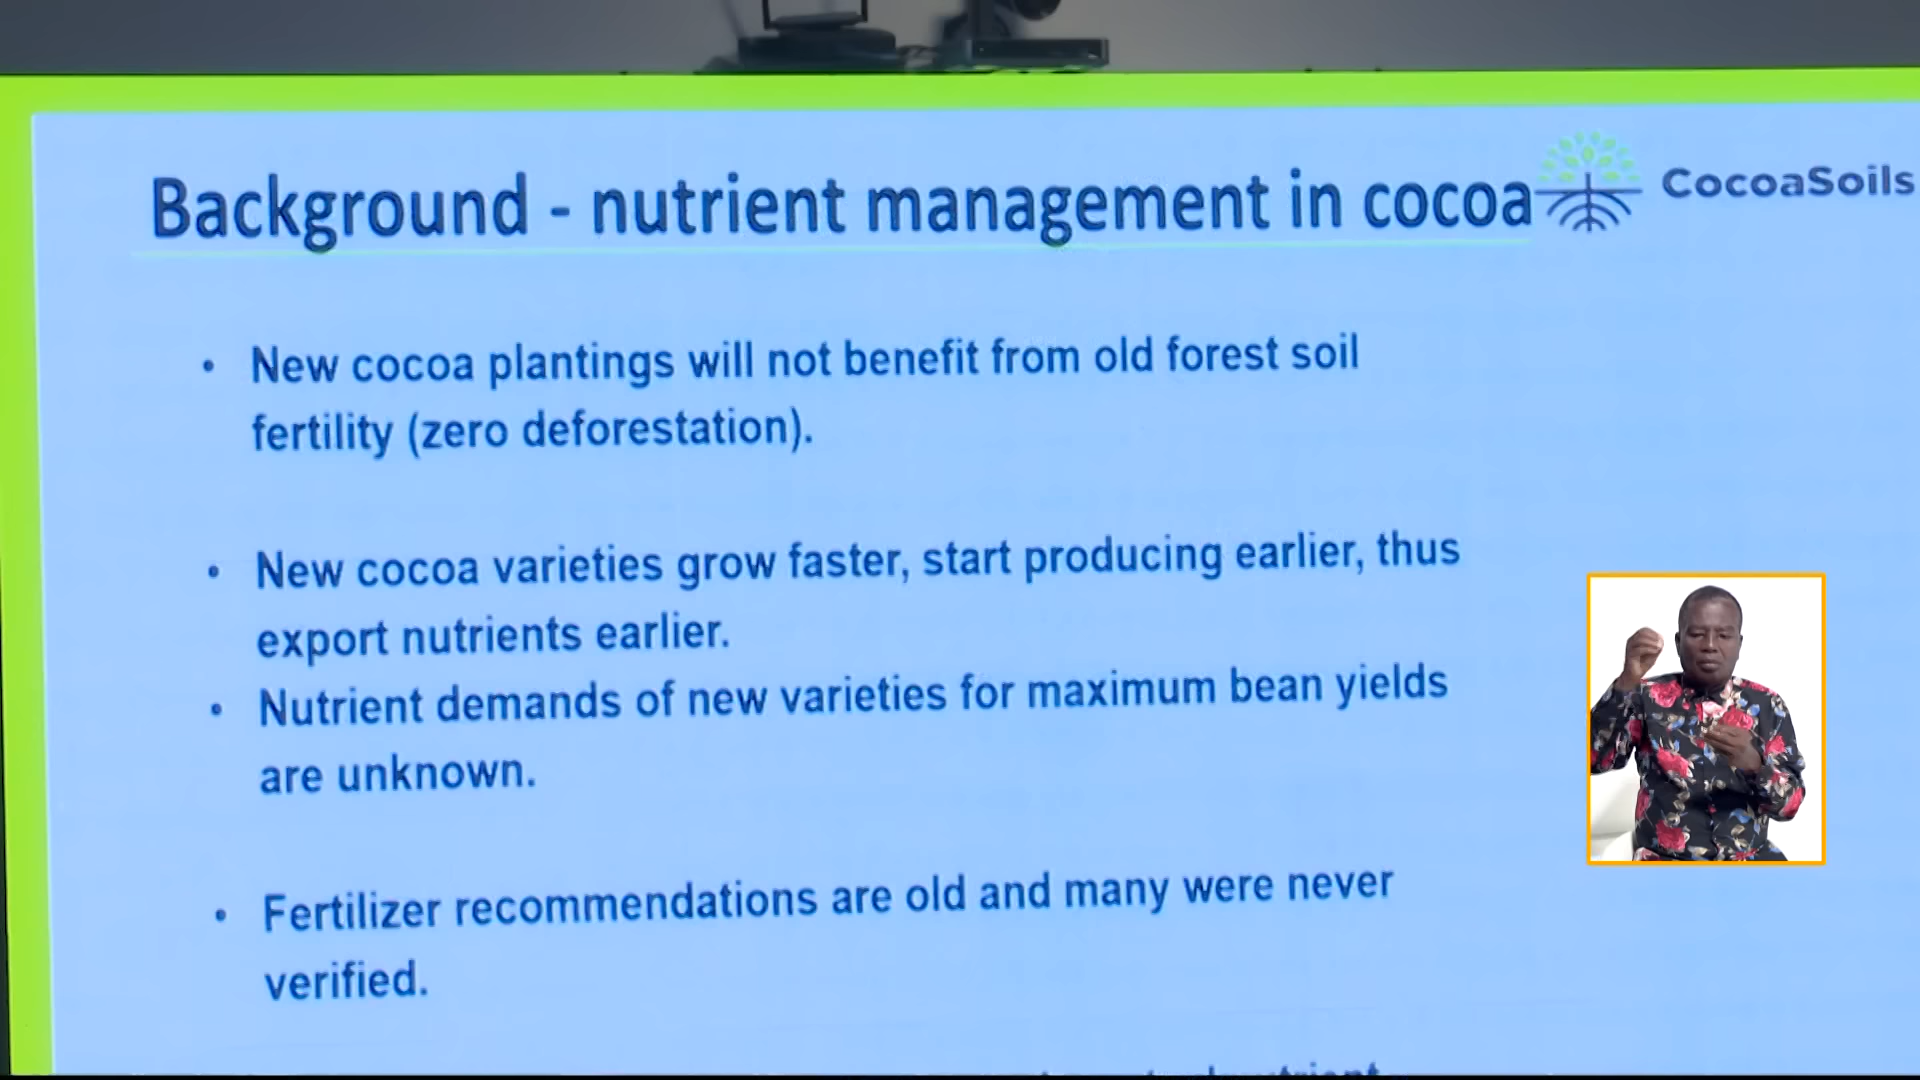 Background - nutrient management in cocoa
CocoaSoils
• New cocoa plantings will not benefit from old forest soil
fertility (zero deforestation).
• New cocoa varieties grow faster, start producing earlier, thus
export nutrients earlier.
• Nutrient demands of new varieties for maximum bean yields
are unknown.
• Fertilizer recommendations are old and many were never
verified.